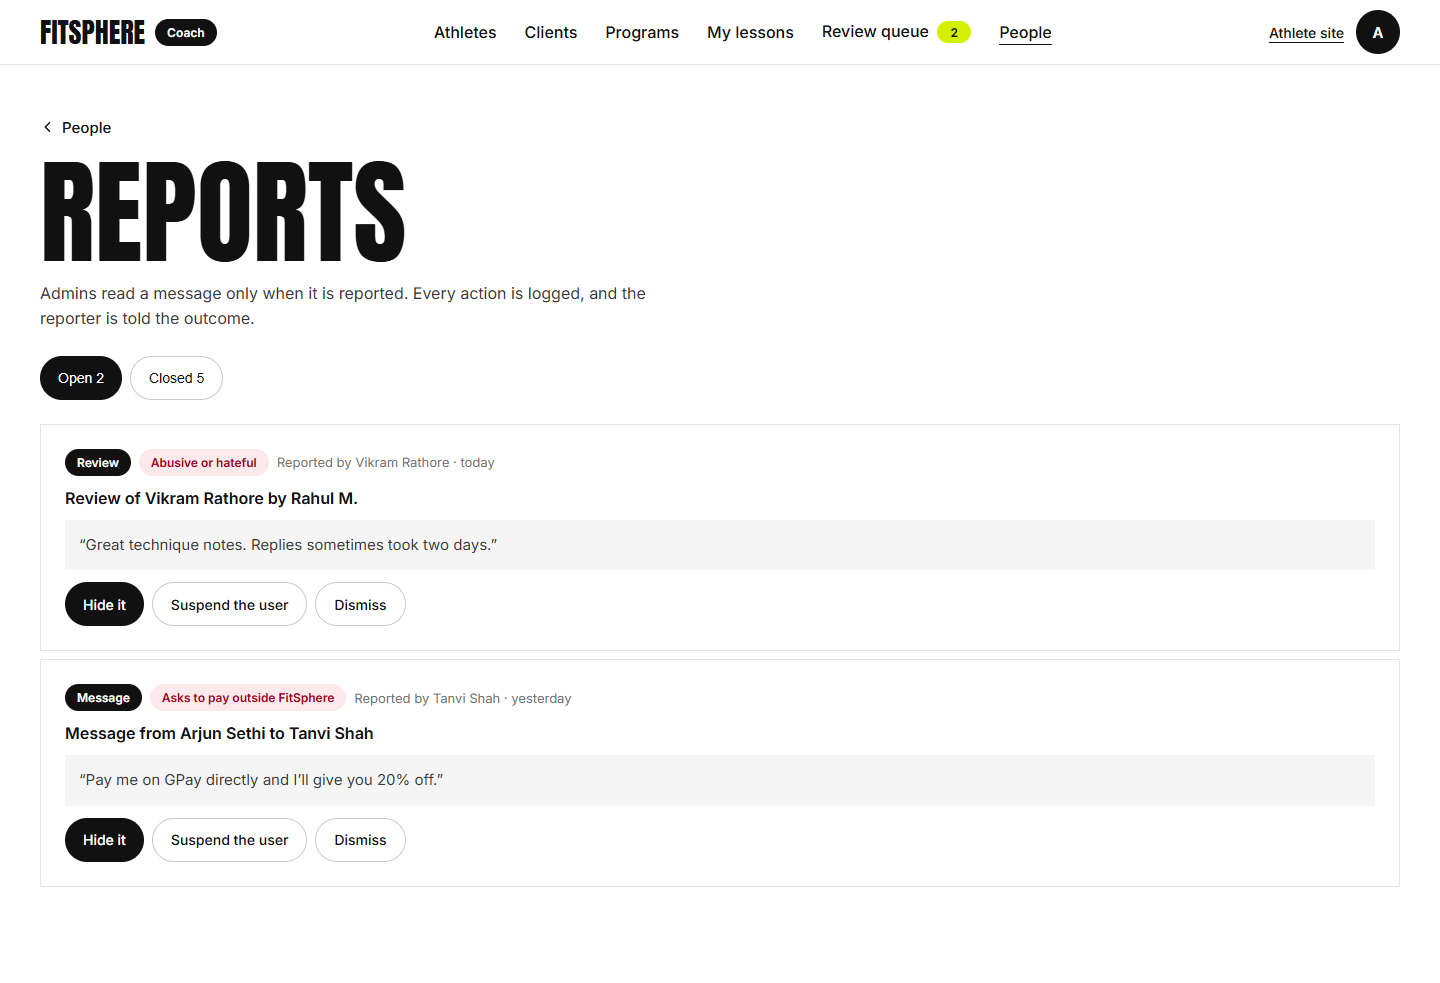 FITSPHERE Coach Athletes Clients Programs My lessons Review queue 2 People Athlete site A
People
REPORTS
Admins read a message only when it is reported. Every action is logged, and the
reporter is told the outcome.
Open 2 Closed 5
Review Abusive or hateful Reported by Vikram Rathore · today
Review of Vikram Rathore by Rahul M.
“Great technique notes. Replies sometimes took two days.”
Hide it Suspend the user Dismiss
Message Asks to pay outside FitSphere Reported by Tanvi Shah · yesterday
Message from Arjun Sethi to Tanvi Shah
“Pay me on GPay directly and I’ll give you 20% off.”
Hide it Suspend the user Dismiss